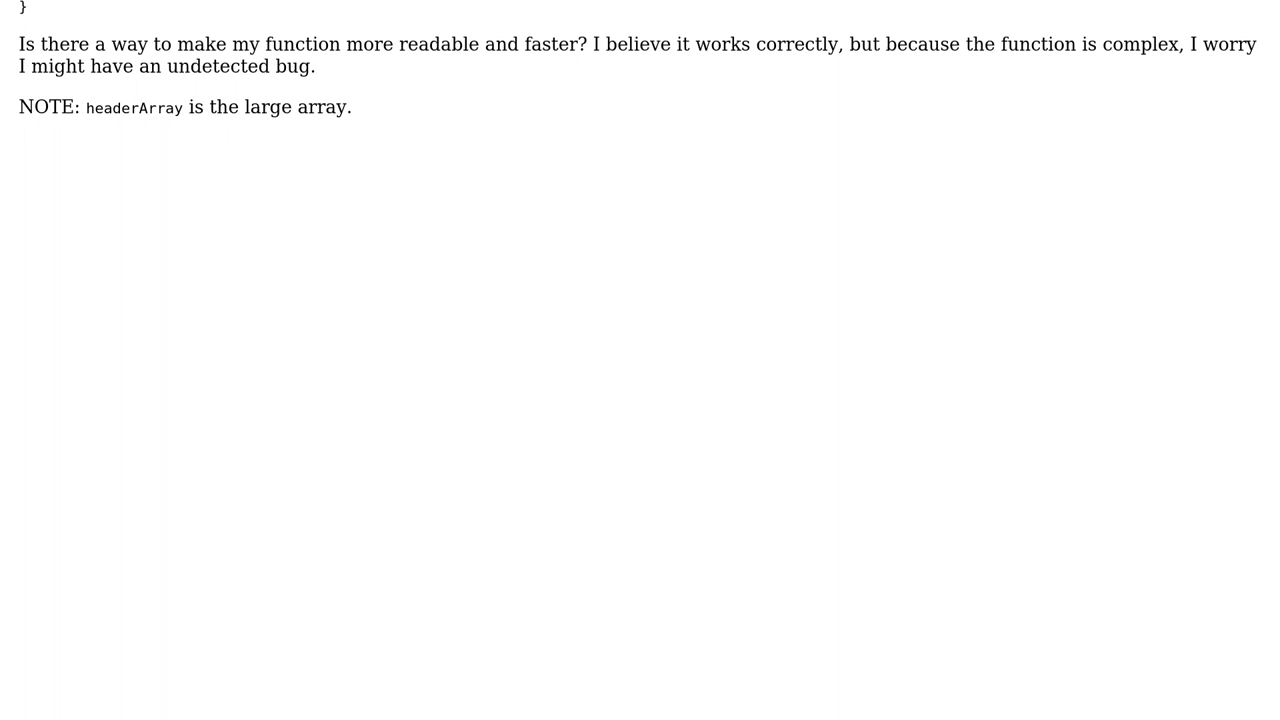 }
Is there a way to make my function more readable and faster? I believe it works correctly, but because the function is complex, I worry
I might have an undetected bug.
NOTE: headerArray is the large array.